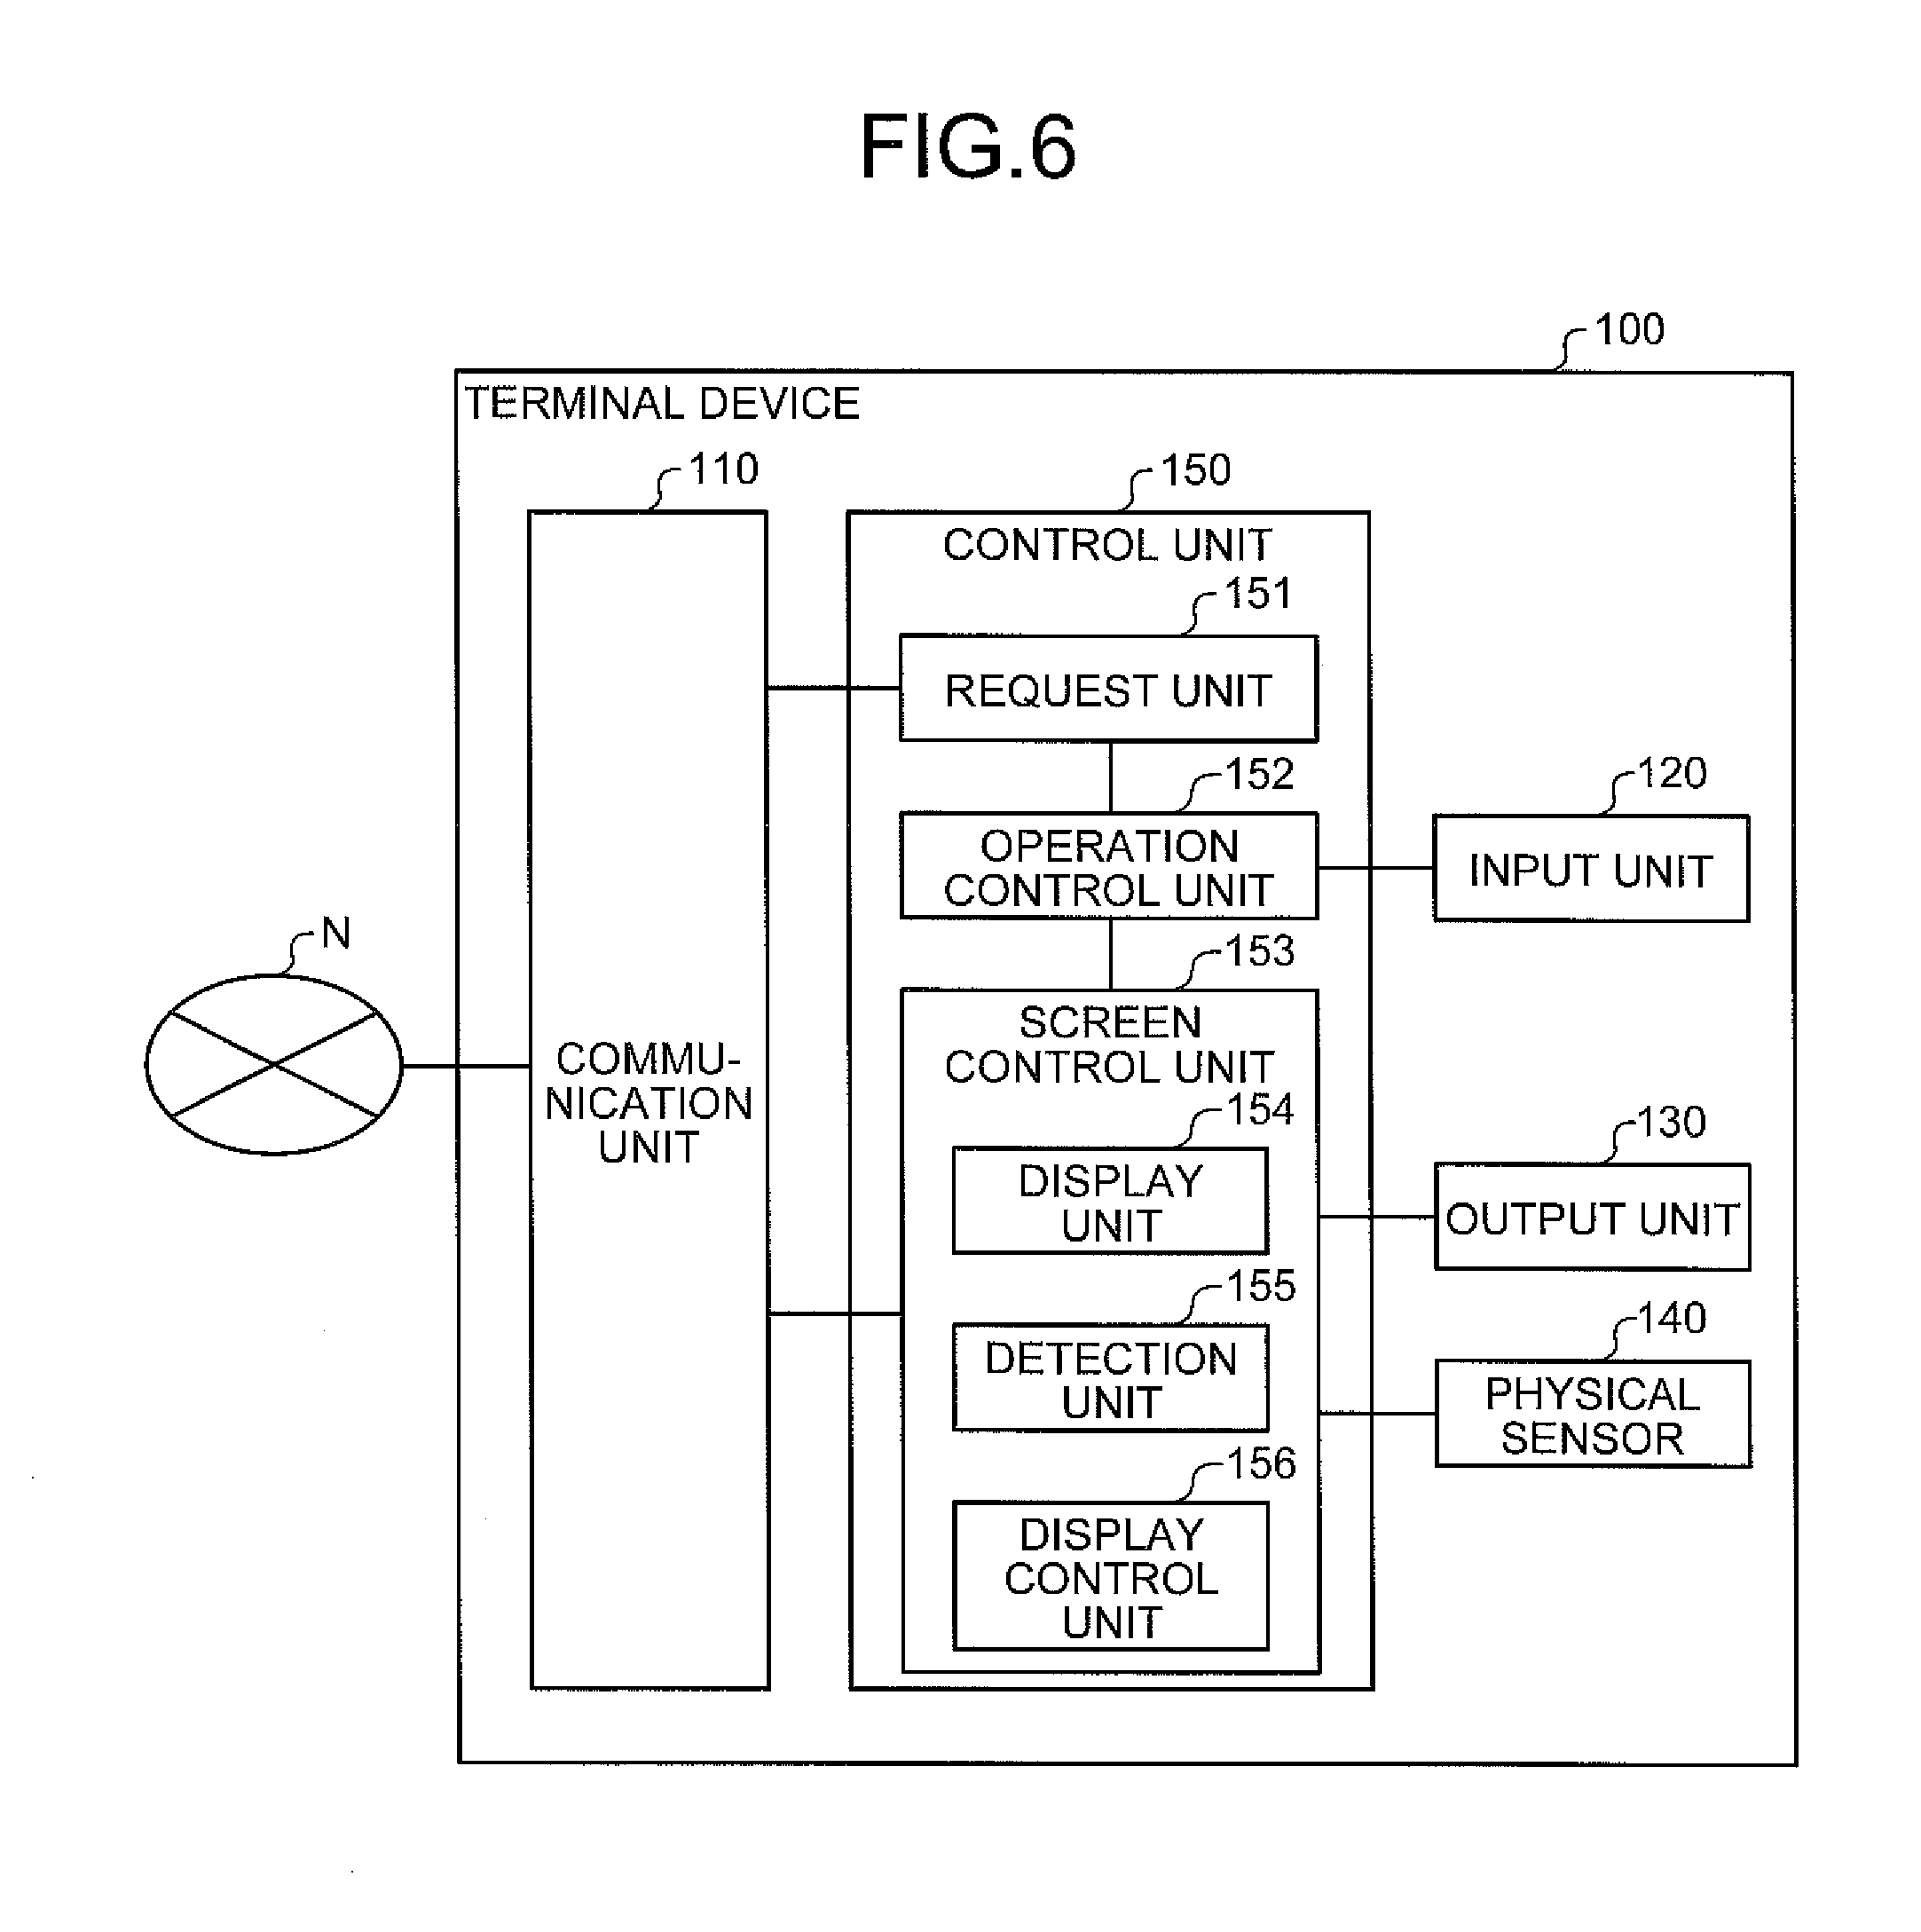 FIG.6
100
TERMINAL DEVICE
110
150
CONTROL UNIT
151
REQUEST UNIT
152
120
OPERATION
CONTROL UNIT
INPUT UNIT
N
153
SCREEN
CONTROL UNIT
COMMU-
NICATION
UNIT
154
130
DISPLAY
UNIT
OUTPUT UNIT
155
140
DETECTION
UNIT
PHYSICAL
SENSOR
156
DISPLAY
CONTROL
UNIT